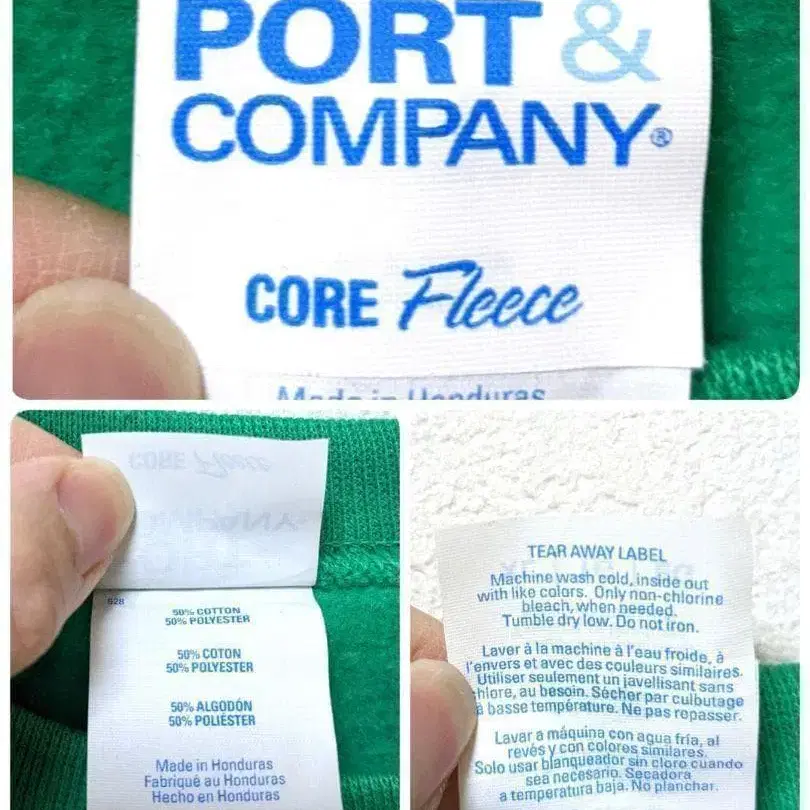 PORT &
COMPANY®
CORE Fleece
Made in Honduras
CORE Fleece
COMPANY
628
50% COTTON
50% POLYESTER
50% COTON
50% POLYESTER
50% ALGODÓN
50% POLIÉSTER
Made in Honduras
Fabriqué au Honduras
Hecho en Honduras
TEAR AWAY LABEL
Machine wash cold, inside out
with like colors. Only non-chlorine
bleach, when needed.
Tumble dry low. Do not iron.
Laver à la machine à l'eau froide, à
l'envers et avec des couleurs similaires.
Utiliser seulement un javellisant sans
chlore, au besoin. Sécher par culbutage
à basse température. Ne pas repasser.
Lavar a máquina con agua fría, al
revés y con colores similares.
Solo usar blanqueador sin cloro cuando
sea necesario. Secadora
a temperatura baja. No planchar.